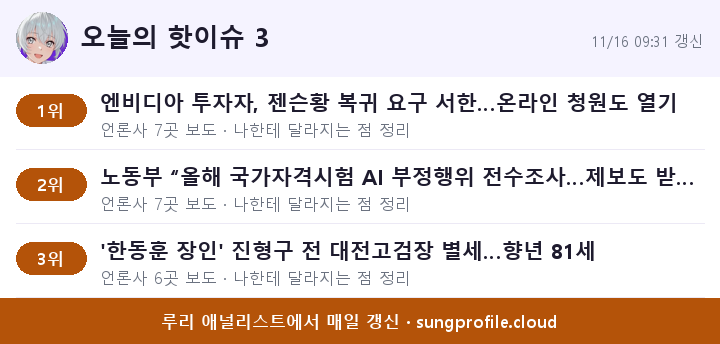 오늘의 핫이슈 3
11/16 09:31 갱신
1위
엔비디아 투자자, 젠슨황 복귀 요구 서한...온라인 청원도 열기
언론사 7곳 보도 · 나한테 달라지는 점 정리
2위
노동부 “올해 국가자격시험 AI 부정행위 전수조사...제보도 받...
언론사 7곳 보도 · 나한테 달라지는 점 정리
3위
'한동훈 장인' 진형구 전 대전고검장 별세...향년 81세
언론사 6곳 보도 · 나한테 달라지는 점 정리
루리 애널리스트에서 매일 갱신 · sungprofile.cloud